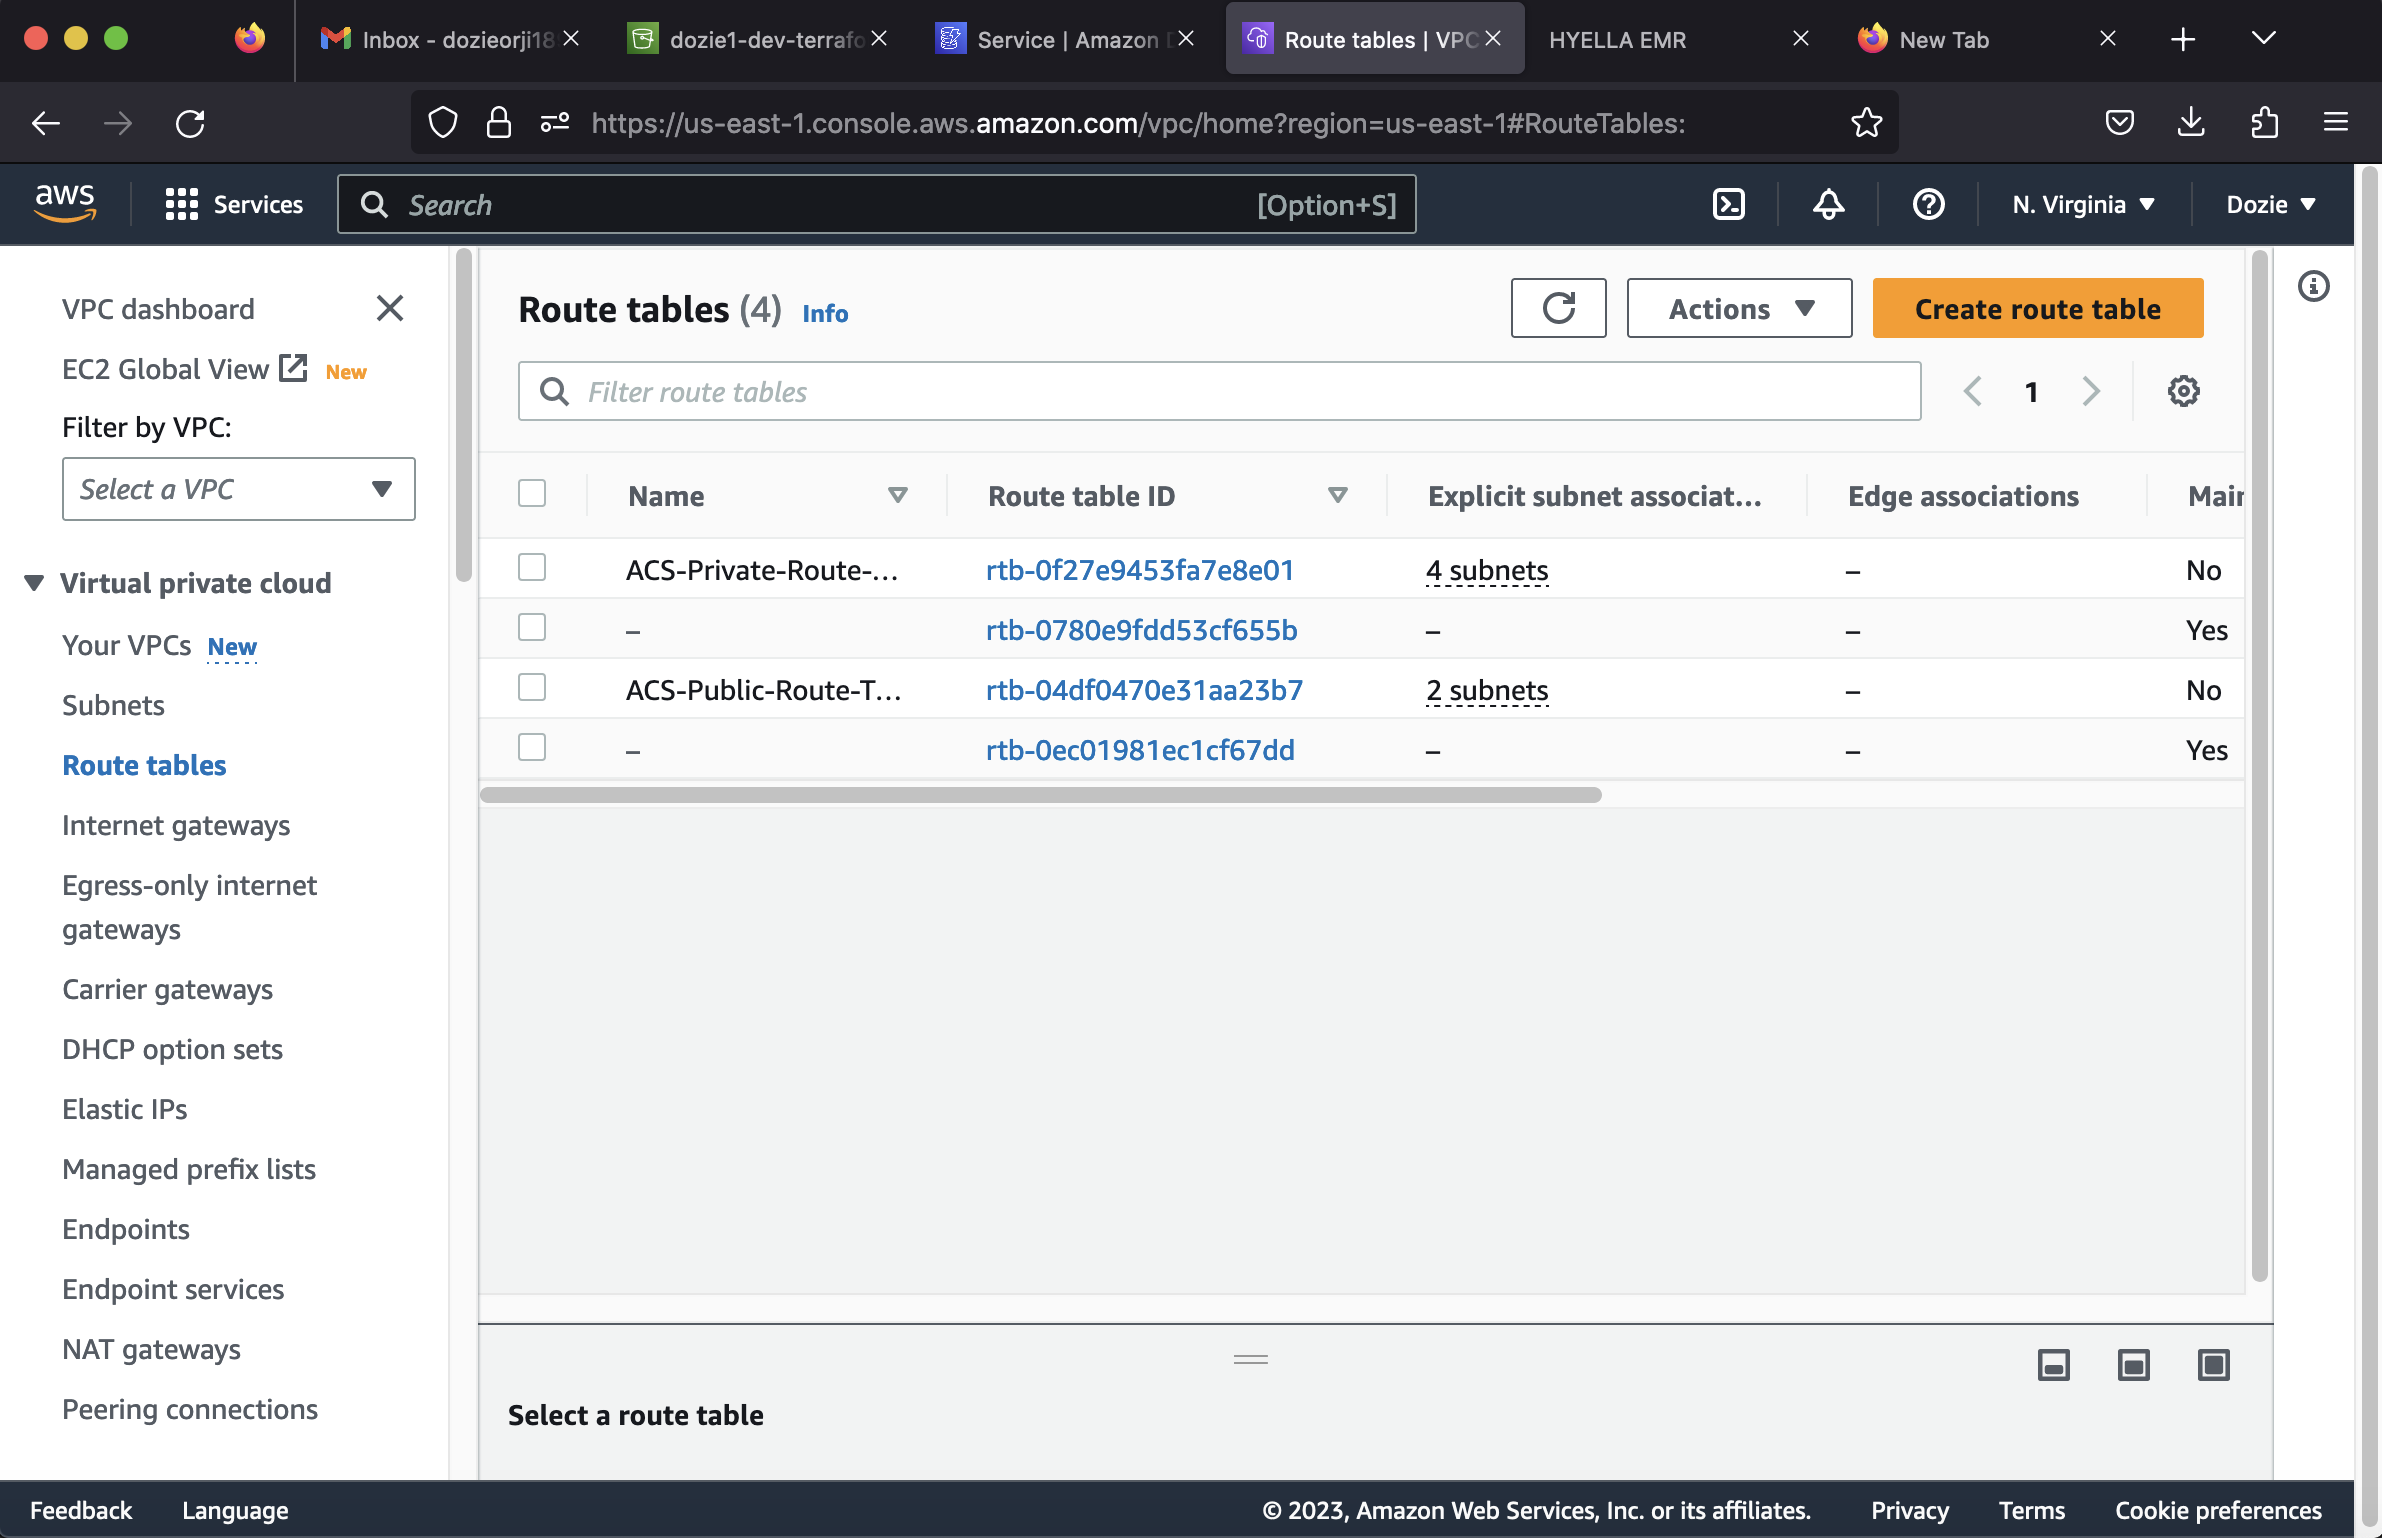 Inbox - dozieorji18
dozie1-dev-terrafo
Service | Amazon D
Route tables | VPC
HYELLA EMR
New Tab
https://us-east-1.console.aws.amazon.com/vpc/home?region=us-east-1#RouteTables:
aws
Services
Search
[Option+S]
N. Virginia
Dozie
VPC dashboard
EC2 Global View New
Filter by VPC:
Select a VPC
Virtual private cloud
Your VPCs New
Subnets
Route tables
Internet gateways
Egress-only internet
gateways
Carrier gateways
DHCP option sets
Elastic IPs
Managed prefix lists
Endpoints
Endpoint services
NAT gateways
Peering connections
Route tables (4) Info
Actions
Create route table
Filter route tables
1
Name Route table ID Explicit subnet associat... Edge associations Main
ACS-Private-Route-... rtb-0f27e9453fa7e8e01 4 subnets – No
– rtb-0780e9fdd53cf655b – – Yes
ACS-Public-Route-T... rtb-04df0470e31aa23b7 2 subnets – No
– rtb-0ec01981ec1cf67dd – – Yes
Select a route table
Feedback Language © 2023, Amazon Web Services, Inc. or its affiliates. Privacy Terms Cookie preferences